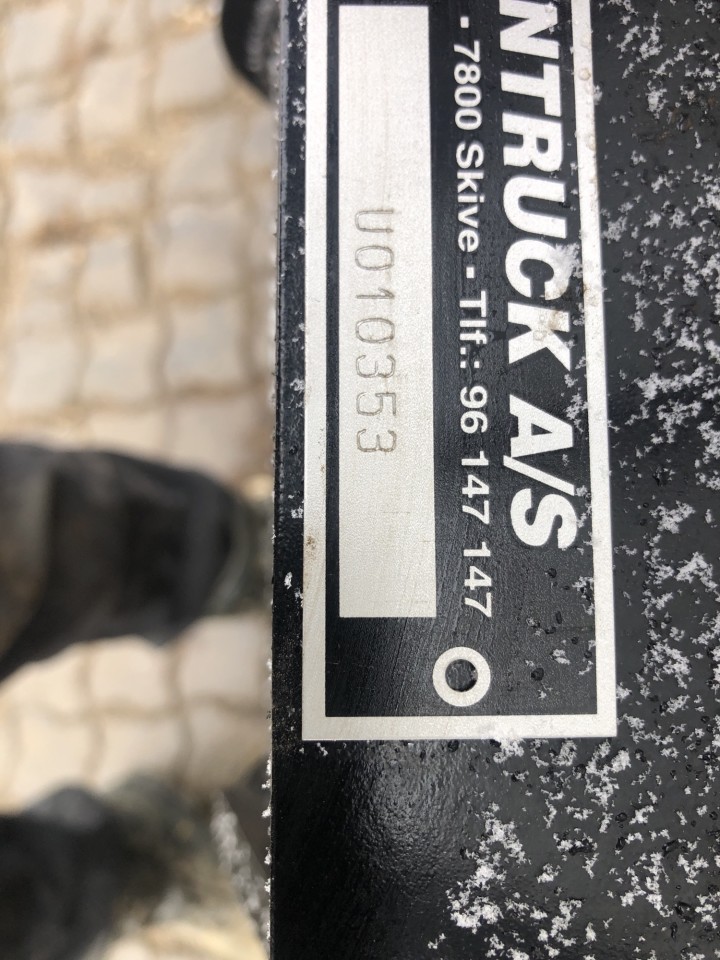 NTRUCK A/S
· 7800 Skive - Tlf.: 96 147 147
U010353